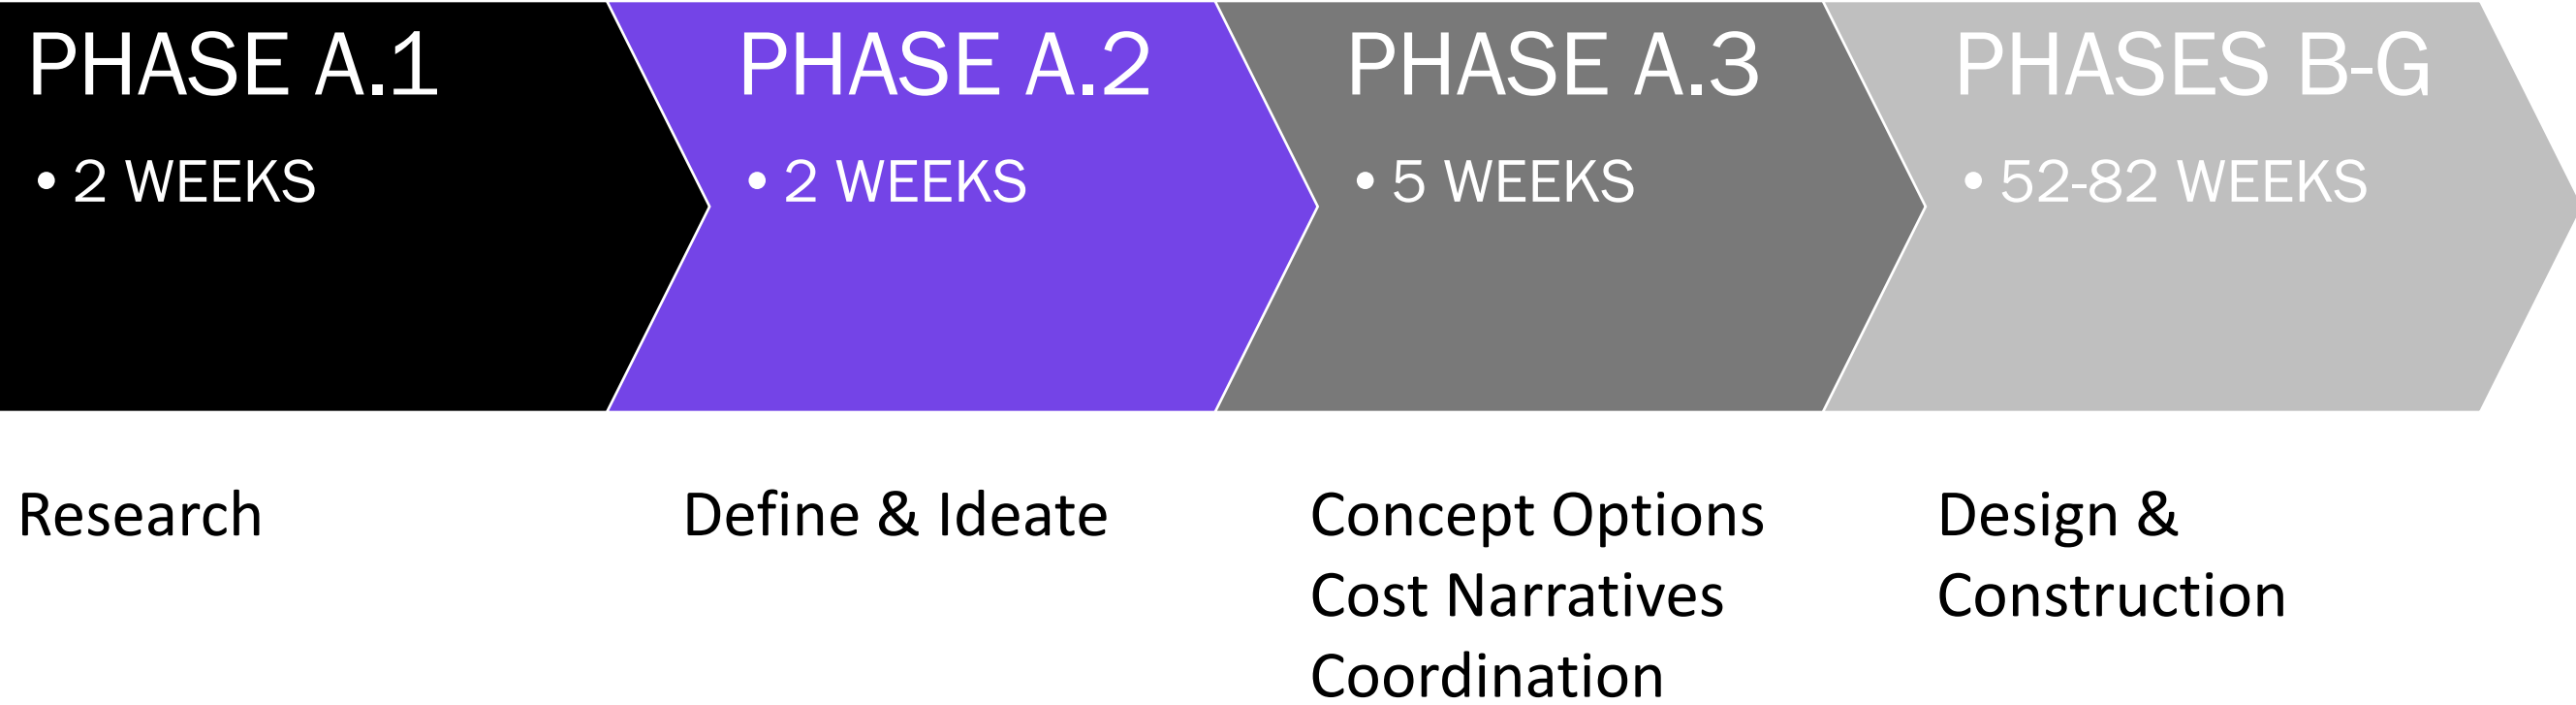 PHASE A.1
• 2 WEEKS
PHASE A.2
• 2 WEEKS
PHASE A.3
• 5 WEEKS
PHASES B-G
• 52-82 WEEKS
Research
Define & Ideate
Concept Options
Cost Narratives
Coordination
Design &
Construction